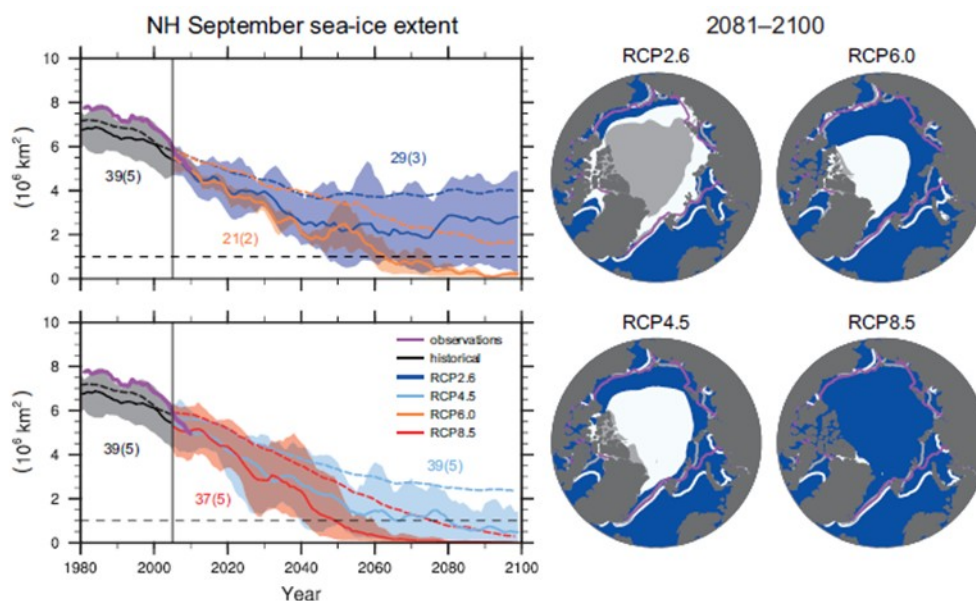 NH September sea-ice extent
2081–2100
RCP2.6
RCP6.0
10
8
6
4
2
0
(10⁶ km²)
39(5)
29(3)
21(2)
RCP4.5
RCP8.5
10
8
6
4
2
0
(10⁶ km²)
observations
historical
RCP2.6
RCP4.5
RCP6.0
RCP8.5
39(5)
39(5)
37(5)
1980 2000 2020 2040 2060 2080 2100
Year